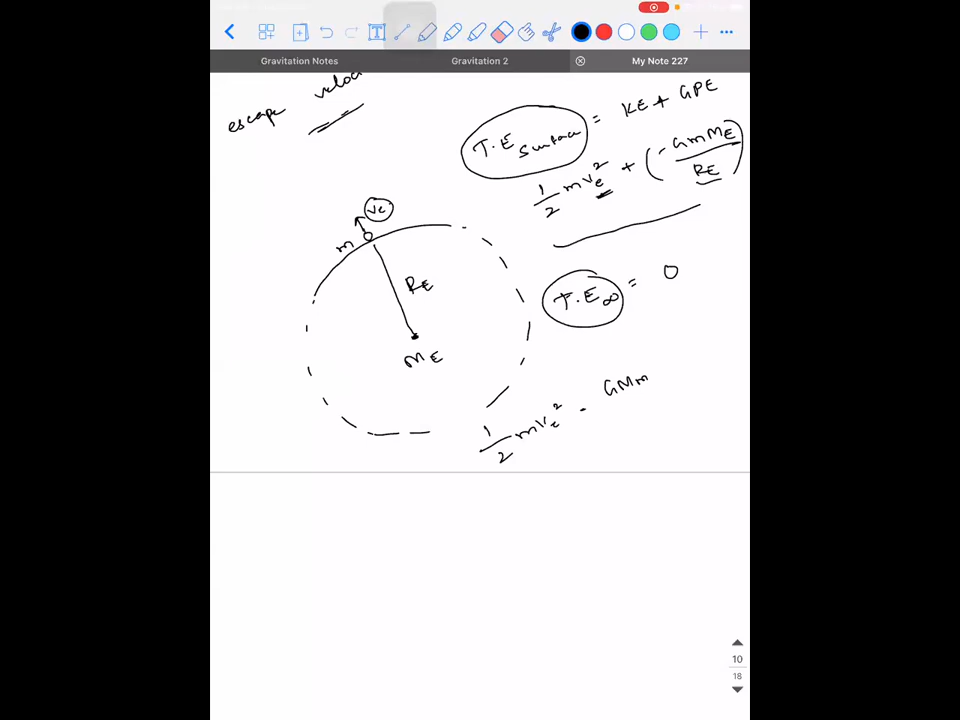 Gravitation Notes
Gravitation 2
My Note 227
escape veloci
T.E surface = KE + GPE
1/2 mve² + (-GmME/RE)
ve
m
RE
ME
T.E∞ = 0
1/2 mve² - GMm
10
18